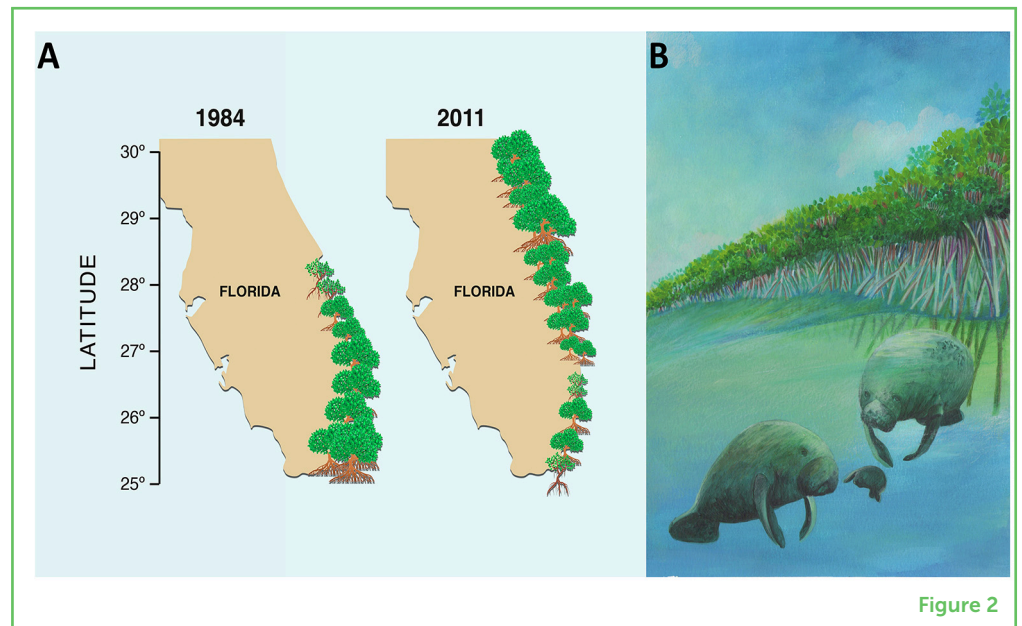 A
B
1984
2011
LATITUDE
30º
29º
28º
27º
26º
25º
FLORIDA
FLORIDA
Figure 2